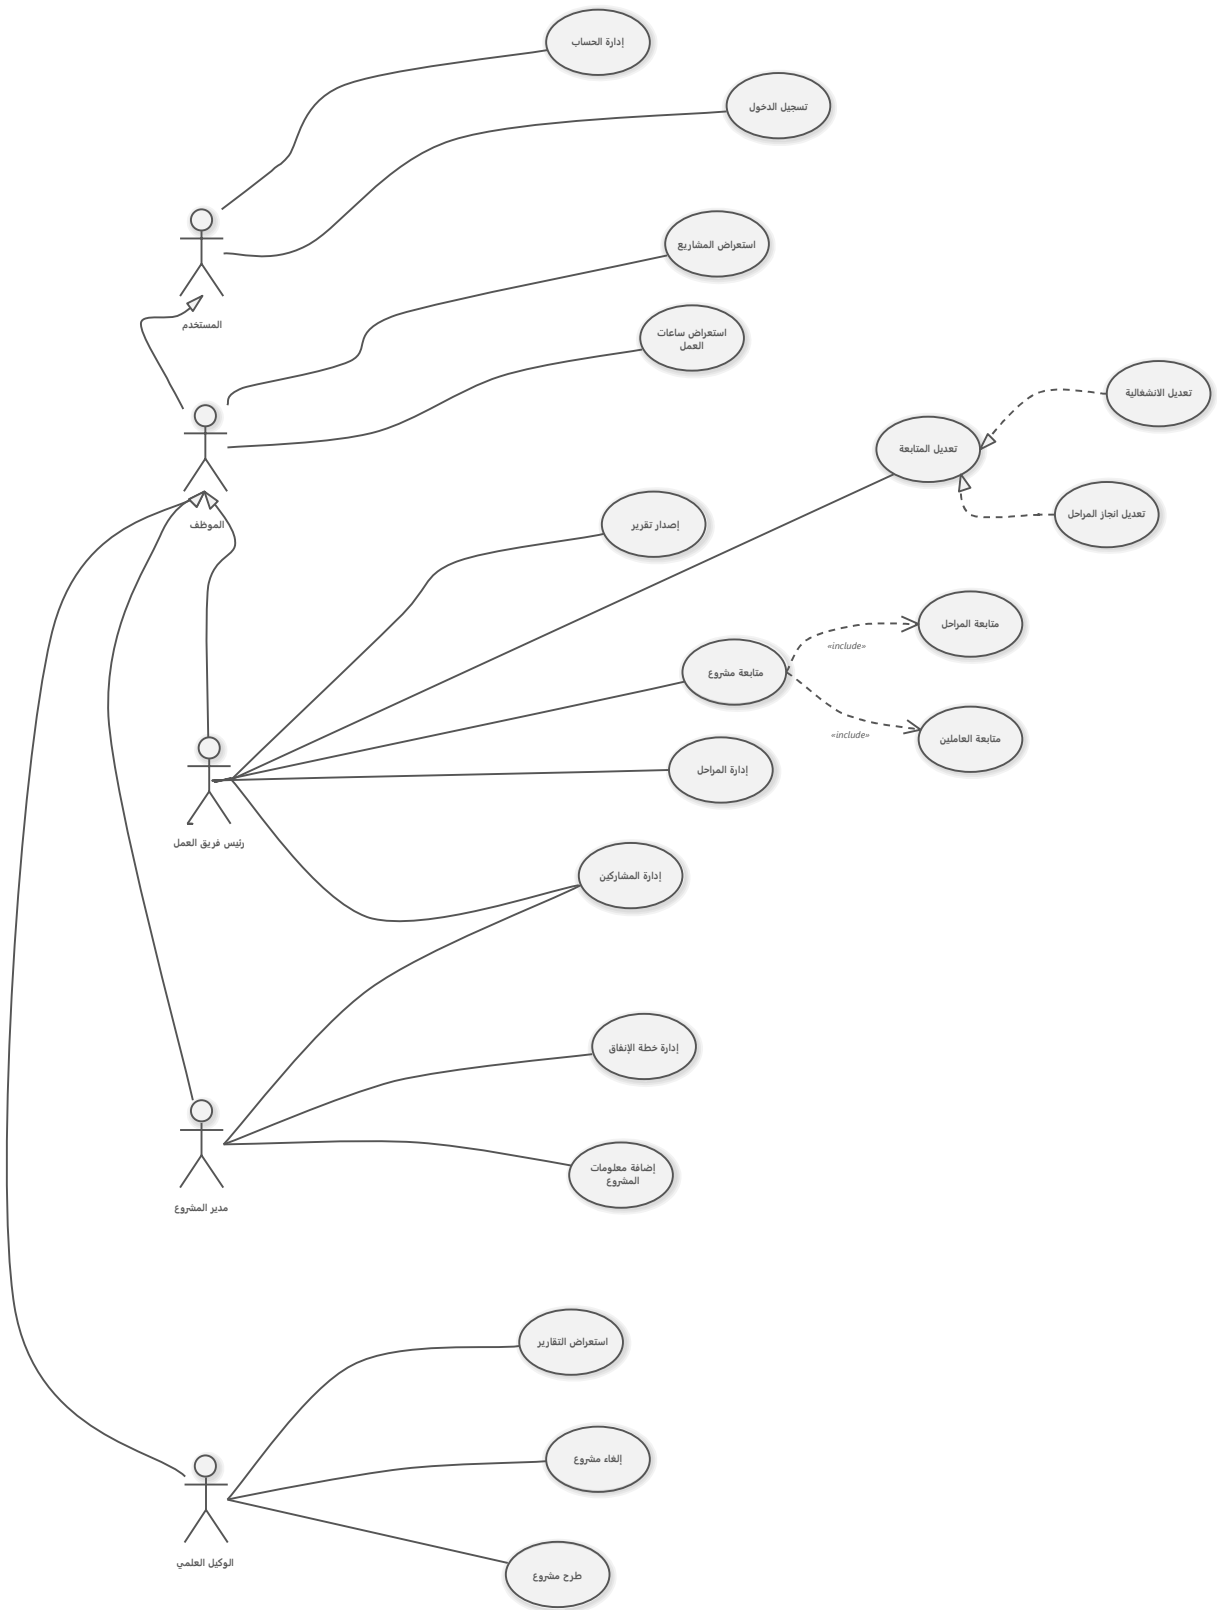 إدارة الحساب
تسجيل الدخول
استعراض المشاريع
المستخدم
استعراض ساعات
العمل
تعديل الانشغالية
تعديل المتابعة
تعديل انجاز المراحل
إصدار تقرير
الموظف
متابعة المراحل
«include»
متابعة مشروع
«include»
متابعة العاملين
إدارة المراحل
رئيس فريق العمل
إدارة المشاركين
إدارة خطة الإنفاق
إضافة معلومات
المشروع
مدير المشروع
استعراض التقارير
إلغاء مشروع
الوكيل العلمي
طرح مشروع